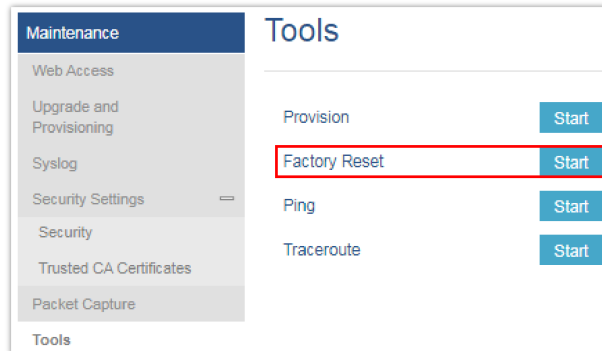 Maintenance
Web Access
Upgrade and
Provisioning
Syslog
Security Settings
Security
Trusted CA Certificates
Packet Capture
Tools
Tools
Provision Start
Factory Reset Start
Ping Start
Traceroute Start